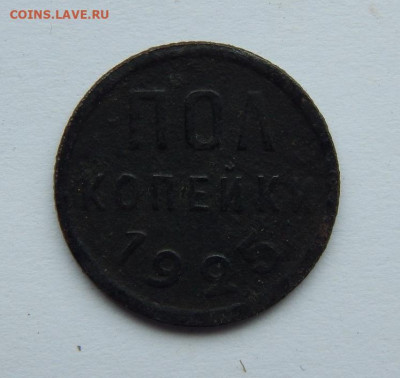 COINS.LAVE.RU
ПОЛ
КОПЕЙКИ
1925